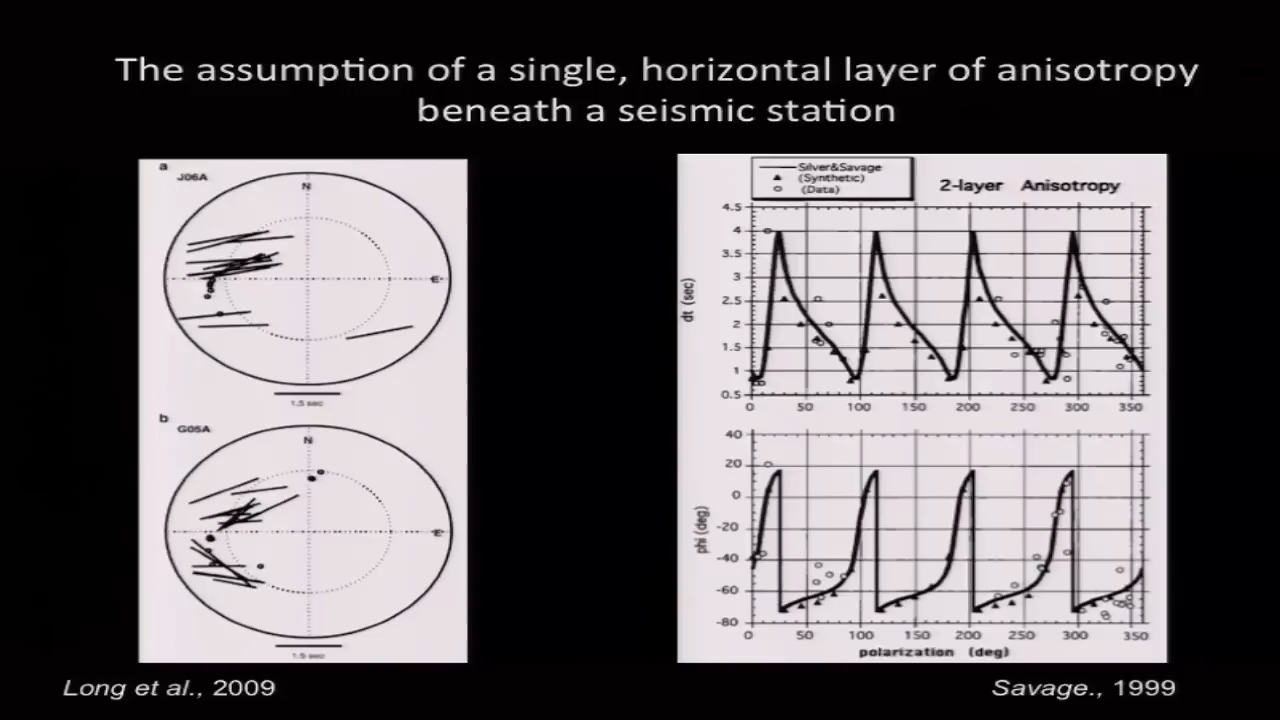 The assumption of a single, horizontal layer of anisotropy
beneath a seismic station
a
J06A
N
E
1.5 sec
b
G05A
N
E
1.5 sec
Long et al., 2009
Silver&Savage
(Synthetic)
(Data)
2-layer Anisotropy
dt (sec)
4.5
4
3.5
3
2.5
2
1.5
1
0.5
0 50 100 150 200 250 300 350
phi (deg)
40
20
0
-20
-40
-60
-80
0 50 100 150 200 250 300 350
polarization (deg)
Savage., 1999